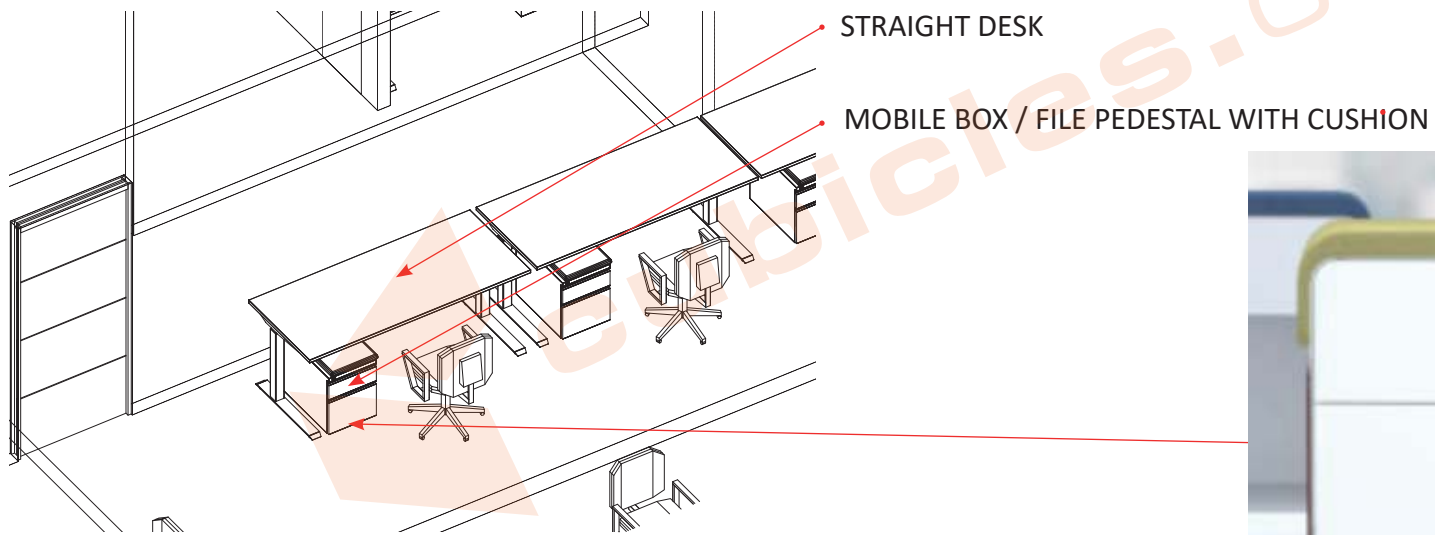 STRAIGHT DESK
MOBILE BOX / FILE PEDESTAL WITH CUSHION
cubicles.